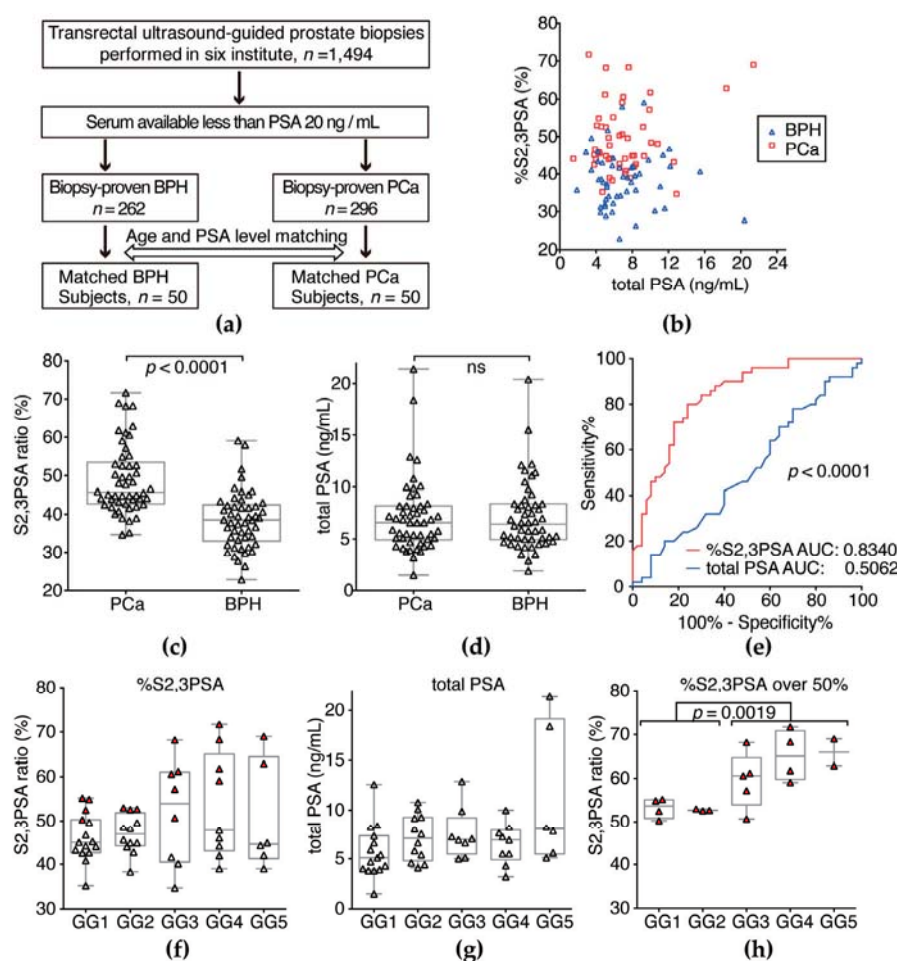 Transrectal ultrasound-guided prostate biopsies
performed in six institute, n =1,494
Serum available less than PSA 20 ng / mL
Biopsy-proven BPH
n = 262
Biopsy-proven PCa
n = 296
Age and PSA level matching
Matched BPH
Subjects, n = 50
Matched PCa
Subjects, n = 50
(a)
%S2,3PSA (%)
80
70
60
50
40
30
20
0
4
8
12
16
20
24
total PSA (ng/mL)
BPH
PCa
(b)
S2,3PSA ratio (%)
80
70
60
50
40
30
20
p < 0.0001
PCa
BPH
(c)
total PSA (ng/mL)
20
15
10
5
0
ns
PCa
BPH
(d)
Sensitivity%
100
80
60
40
20
0
p < 0.0001
%S2,3PSA AUC: 0.8340
total PSA AUC: 0.5062
0
20
40
60
80
100
100% - Specificity%
(e)
%S2,3PSA
S2,3PSA ratio (%)
80
70
60
50
40
30
GG1 GG2 GG3 GG4 GG5
(f)
total PSA
total PSA (ng/mL)
20
15
10
5
0
GG1 GG2 GG3 GG4 GG5
(g)
%S2,3PSA over 50%
S2,3PSA ratio (%)
80
70
60
50
40
30
p = 0.0019
GG1 GG2 GG3 GG4 GG5
(h)